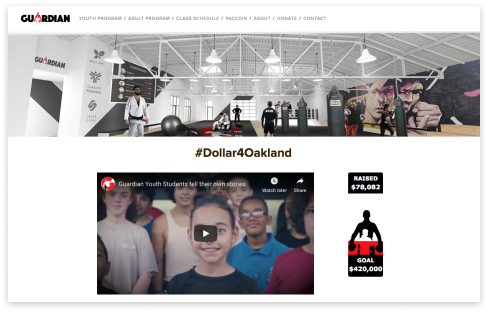 GUARDIAN
YOUTH PROGRAM / ADULT PROGRAM / CLASS SCHEDULE / PACCOIN / ABOUT / DONATE / CONTACT
GUARDIAN
#Dollar4Oakland
Guardian Youth Students tell their own stories
Watch later
Share
RAISED
$78,082
GOAL
$420,000